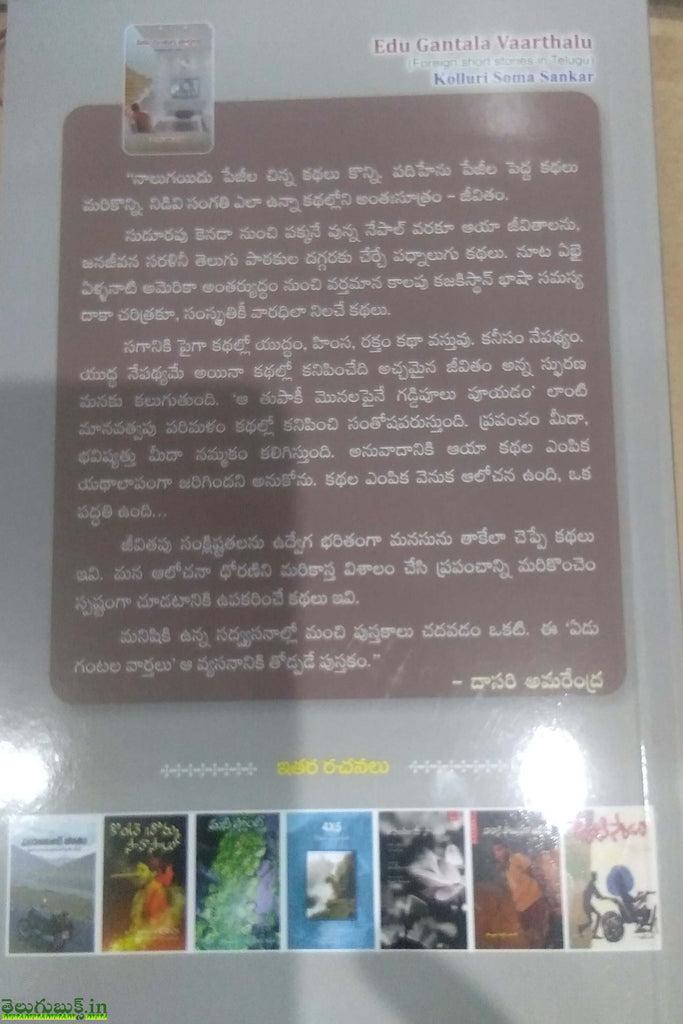 Edu Gantala Vaarthalu
(Foreign short stories in Telugu)
Kolluri Soma Sankar
"నాలుగయిదు పేజీల చిన్న కథలు కొన్ని. పదిహేను పేజీల పెద్ద కథలు
మరికొన్ని. నిడివి సంగతి ఎలా ఉన్నా కథల్లోని అంతఃసూత్రం – జీవితం.
సుదూరపు కెనడా నుంచి పక్కనే వున్న నేపాల్ వరకూ ఆయా జీవితాలను,
జనజీవన సరళినీ తెలుగు పాఠకుల దగ్గరకు చేర్చే పధ్నాలుగు కథలు. నూట ఏభై
ఏళ్ళనాటి అమెరికా అంతర్యుద్ధం నుంచి వర్తమాన కాలపు కజకిస్థాన్ భాషా సమస్య
దాకా చరిత్రకూ, సంస్కృతికీ వారధిలా నిలచే కథలు.
సగానికి పైగా కథల్లో యుద్ధం, హింస, రక్తం కథా వస్తువు. కనీసం నేపథ్యం.
యుద్ధ నేపథ్యమే అయినా కథల్లో కనిపించేది అచ్చమైన జీవితం అన్న స్ఫురణ
మనకు కలుగుతుంది. 'ఆ తుపాకీ మొనలపైనే గడ్డిపూలు పూయడం' లాంటి
మానవత్వపు పరిమళం కథల్లో కనిపించి సంతోషపరుస్తుంది. ప్రపంచం మీదా,
భవిష్యత్తు మీదా నమ్మకం కలిగిస్తుంది. అనువాదానికి ఆయా కథల ఎంపిక
యథాలాపంగా జరిగిందని అనుకోను. కథల ఎంపిక వెనుక ఆలోచన ఉంది, ఒక
పద్ధతి ఉంది...
జీవితపు సంక్లిష్టతలను ఉద్వేగ భరితంగా మనసును తాకేలా చెప్పే కథలు
ఇవి. మన ఆలోచనా ధోరణిని మరికాస్త విశాలం చేసి ప్రపంచాన్ని మరికొంచెం
స్పష్టంగా చూడటానికి ఉపకరించే కథలు ఇవి.
మనిషికి ఉన్న సద్వ్యసనాల్లో మంచి పుస్తకాలు చదవడం ఒకటి. ఈ 'ఏడు
గంటల వార్తలు' ఆ వ్యసనానికి తోడ్పడే పుస్తకం."
– దాసరి అమరేంద్ర
ఇతర రచనలు
4X5
తెలుగుబుక్స్.in